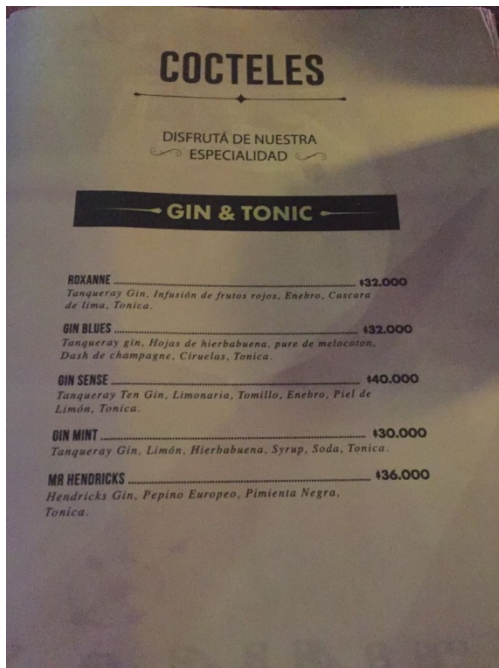 COCTELES
DISFRUTÁ DE NUESTRA
ESPECIALIDAD
GIN & TONIC
ROXANNE $32.000
Tanqueray Gin, Infusión de frutos rojos, Enebro, Cascara
de lima, Tonica.
GIN BLUES $32.000
Tanqueray gin, Hojas de hierbabuena, pure de melocoton,
Dash de champagne, Ciruelas, Tonica.
GIN SENSE $40.000
Tanqueray Ten Gin, Limonaria, Tomillo, Enebro, Piel de
Limón, Tonica.
GIN MINT $30.000
Tanqueray Gin, Limón, Hierbabuena, Syrup, Soda, Tonica.
MR HENDRICKS $36.000
Hendricks Gin, Pepino Europeo, Pimienta Negra,
Tonica.